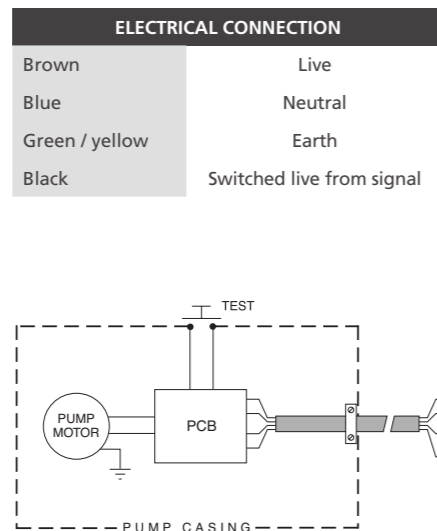 ELECTRICAL CONNECTION
Brown Live
Blue Neutral
Green / yellow Earth
Black Switched live from signal
TEST
PUMP
MOTOR
PCB
PUMP CASING